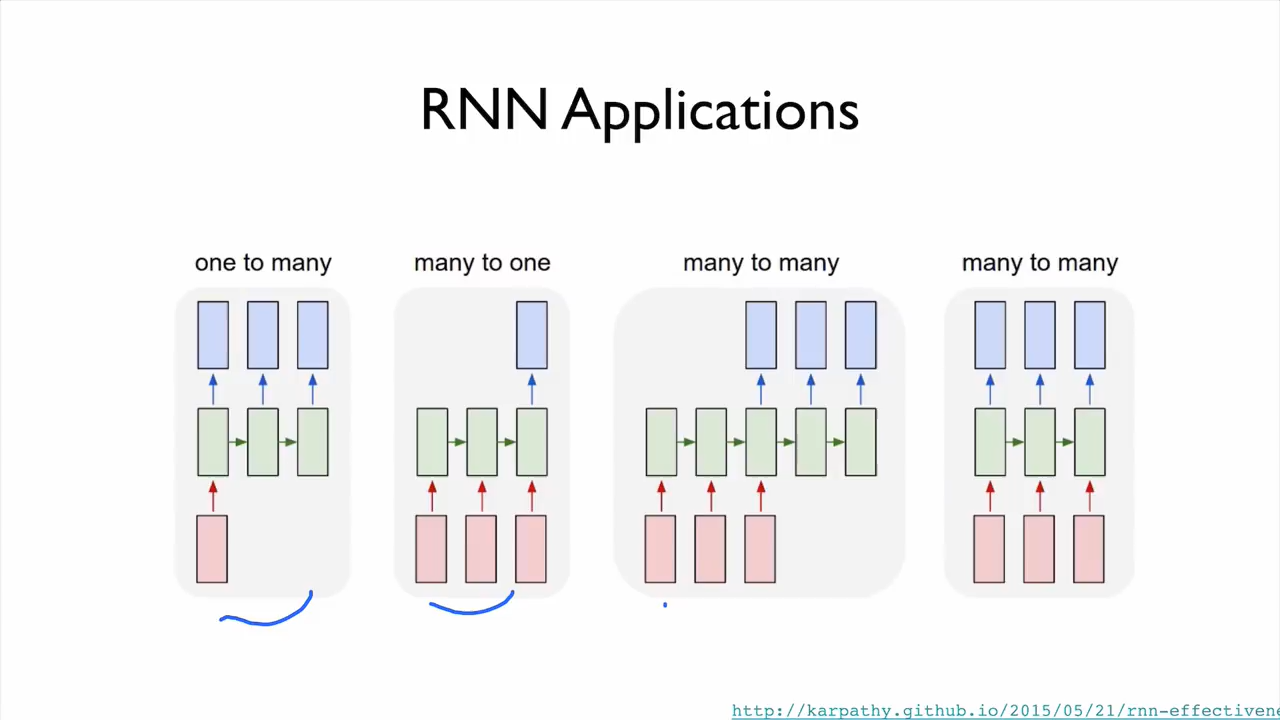 RNN Applications
one to many
many to one
many to many
many to many
http://karpathy.github.io/2015/05/21/rnn-effectivene